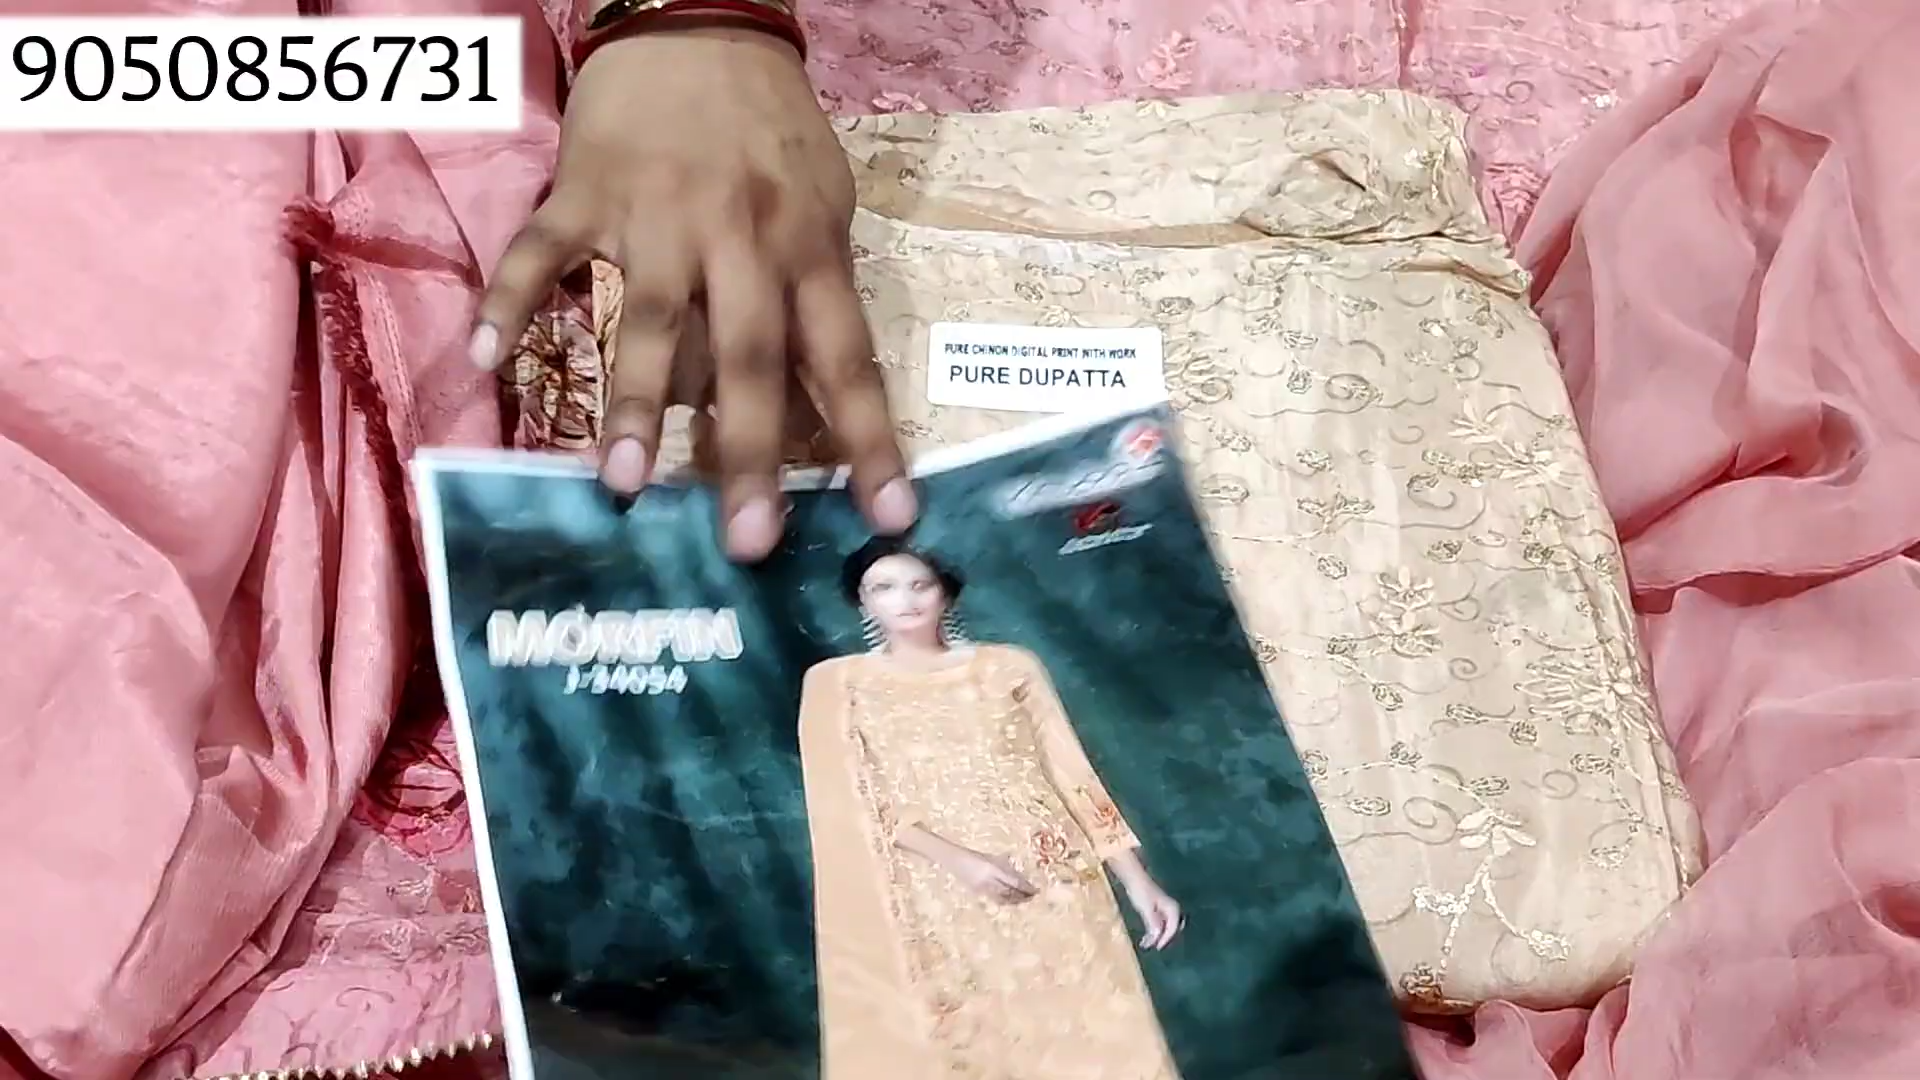 9050856731
PURE CHINON DIGITAL PRINT WITH WORK
PURE DUPATTA
MORFIN